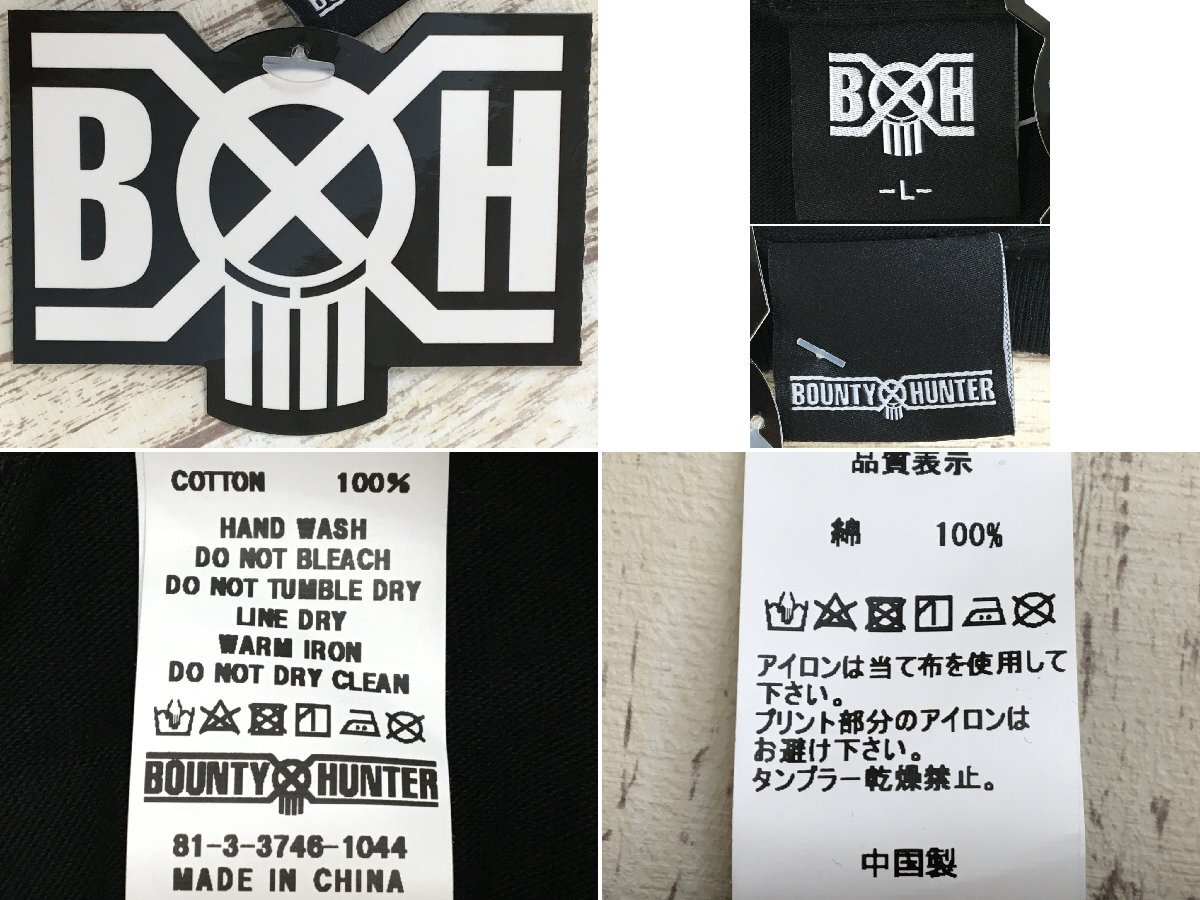 BOUNTY
B H
B H
-L-
BOUNTY HUNTER
COTTON 100%
HAND WASH
DO NOT BLEACH
DO NOT TUMBLE DRY
LINE DRY
WARM IRON
DO NOT DRY CLEAN
BOUNTY HUNTER
81-3-3746-1044
MADE IN CHINA
品質表示
綿 100%
アイロンは当て布を使用して
下さい。
プリント部分のアイロンは
お避け下さい。
タンブラー乾燥禁止。
中国製